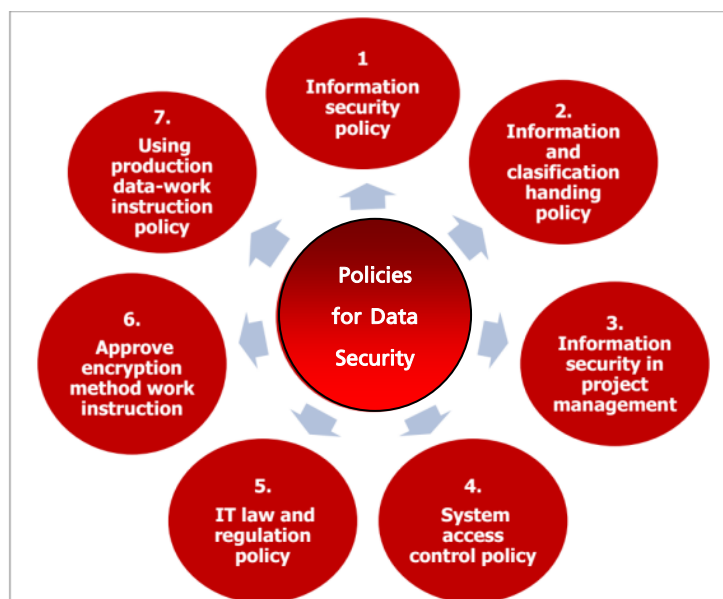 1
Information
security
policy
2.
Information
and
clasification
handing
policy
3.
Information
security in
project
management
4.
System
access
control policy
5.
IT law and
regulation
policy
6.
Approve
encryption
method work
instruction
7.
Using
production
data-work
instruction
policy
Policies
for Data
Security